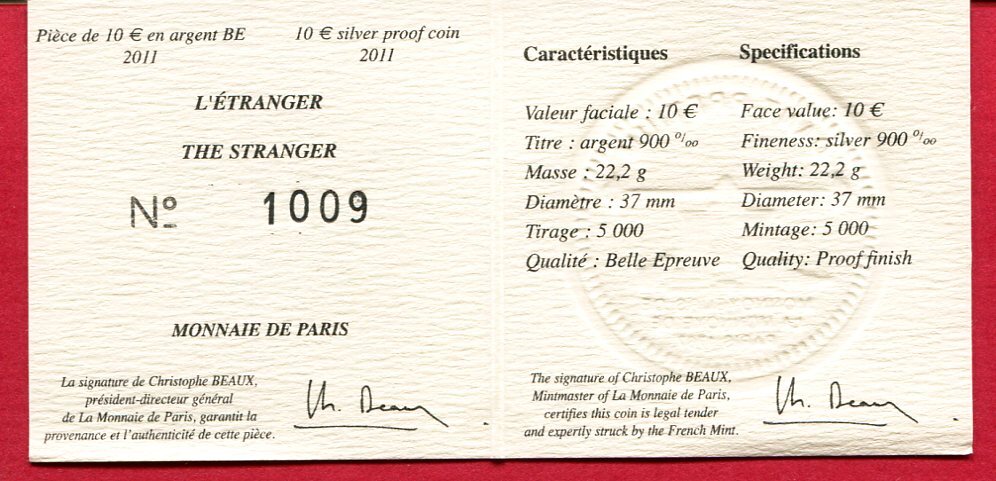 Pièce de 10 € en argent BE
2011
10 € silver proof coin
2011
L'ÉTRANGER
THE STRANGER
Nº 1009
MONNAIE DE PARIS
La signature de Christophe BEAUX,
président-directeur général
de La Monnaie de Paris, garantit la
provenance et l'authenticité de cette pièce.
Ch. Beaux
Caractéristiques
Valeur faciale : 10 €
Titre : argent 900 ‰
Masse : 22,2 g
Diamètre : 37 mm
Tirage : 5 000
Qualité : Belle Epreuve
Specifications
Face value: 10 €
Fineness: silver 900 ‰
Weight: 22,2 g
Diameter: 37 mm
Mintage: 5 000
Quality: Proof finish
The signature of Christophe BEAUX,
Mintmaster of La Monnaie de Paris,
certifies this coin is legal tender
and expertly struck by the French Mint.
Ch. Beaux